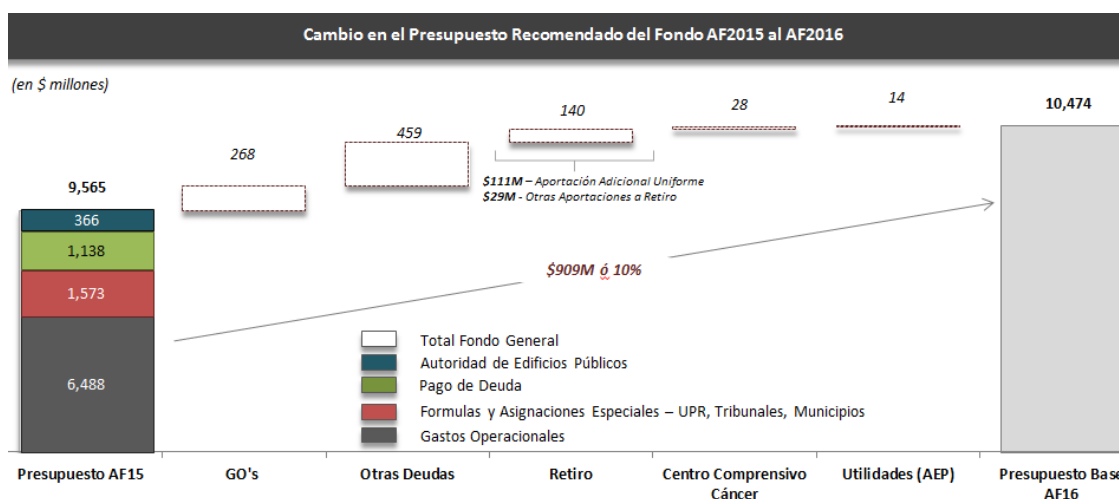 Cambio en el Presupuesto Recomendado del Fondo AF2015 al AF2016
(en $ millones)
9,565
366
1,138
1,573
6,488
268
459
140
$111M – Aportación Adicional Uniforme
$29M - Otras Aportaciones a Retiro
28
14
10,474
$909M ó 10%
Total Fondo General
Autoridad de Edificios Públicos
Pago de Deuda
Formulas y Asignaciones Especiales – UPR, Tribunales, Municipios
Gastos Operacionales
Presupuesto AF15
GO's
Otras Deudas
Retiro
Centro Comprensivo
Cáncer
Utilidades (AEP)
Presupuesto Base
AF16